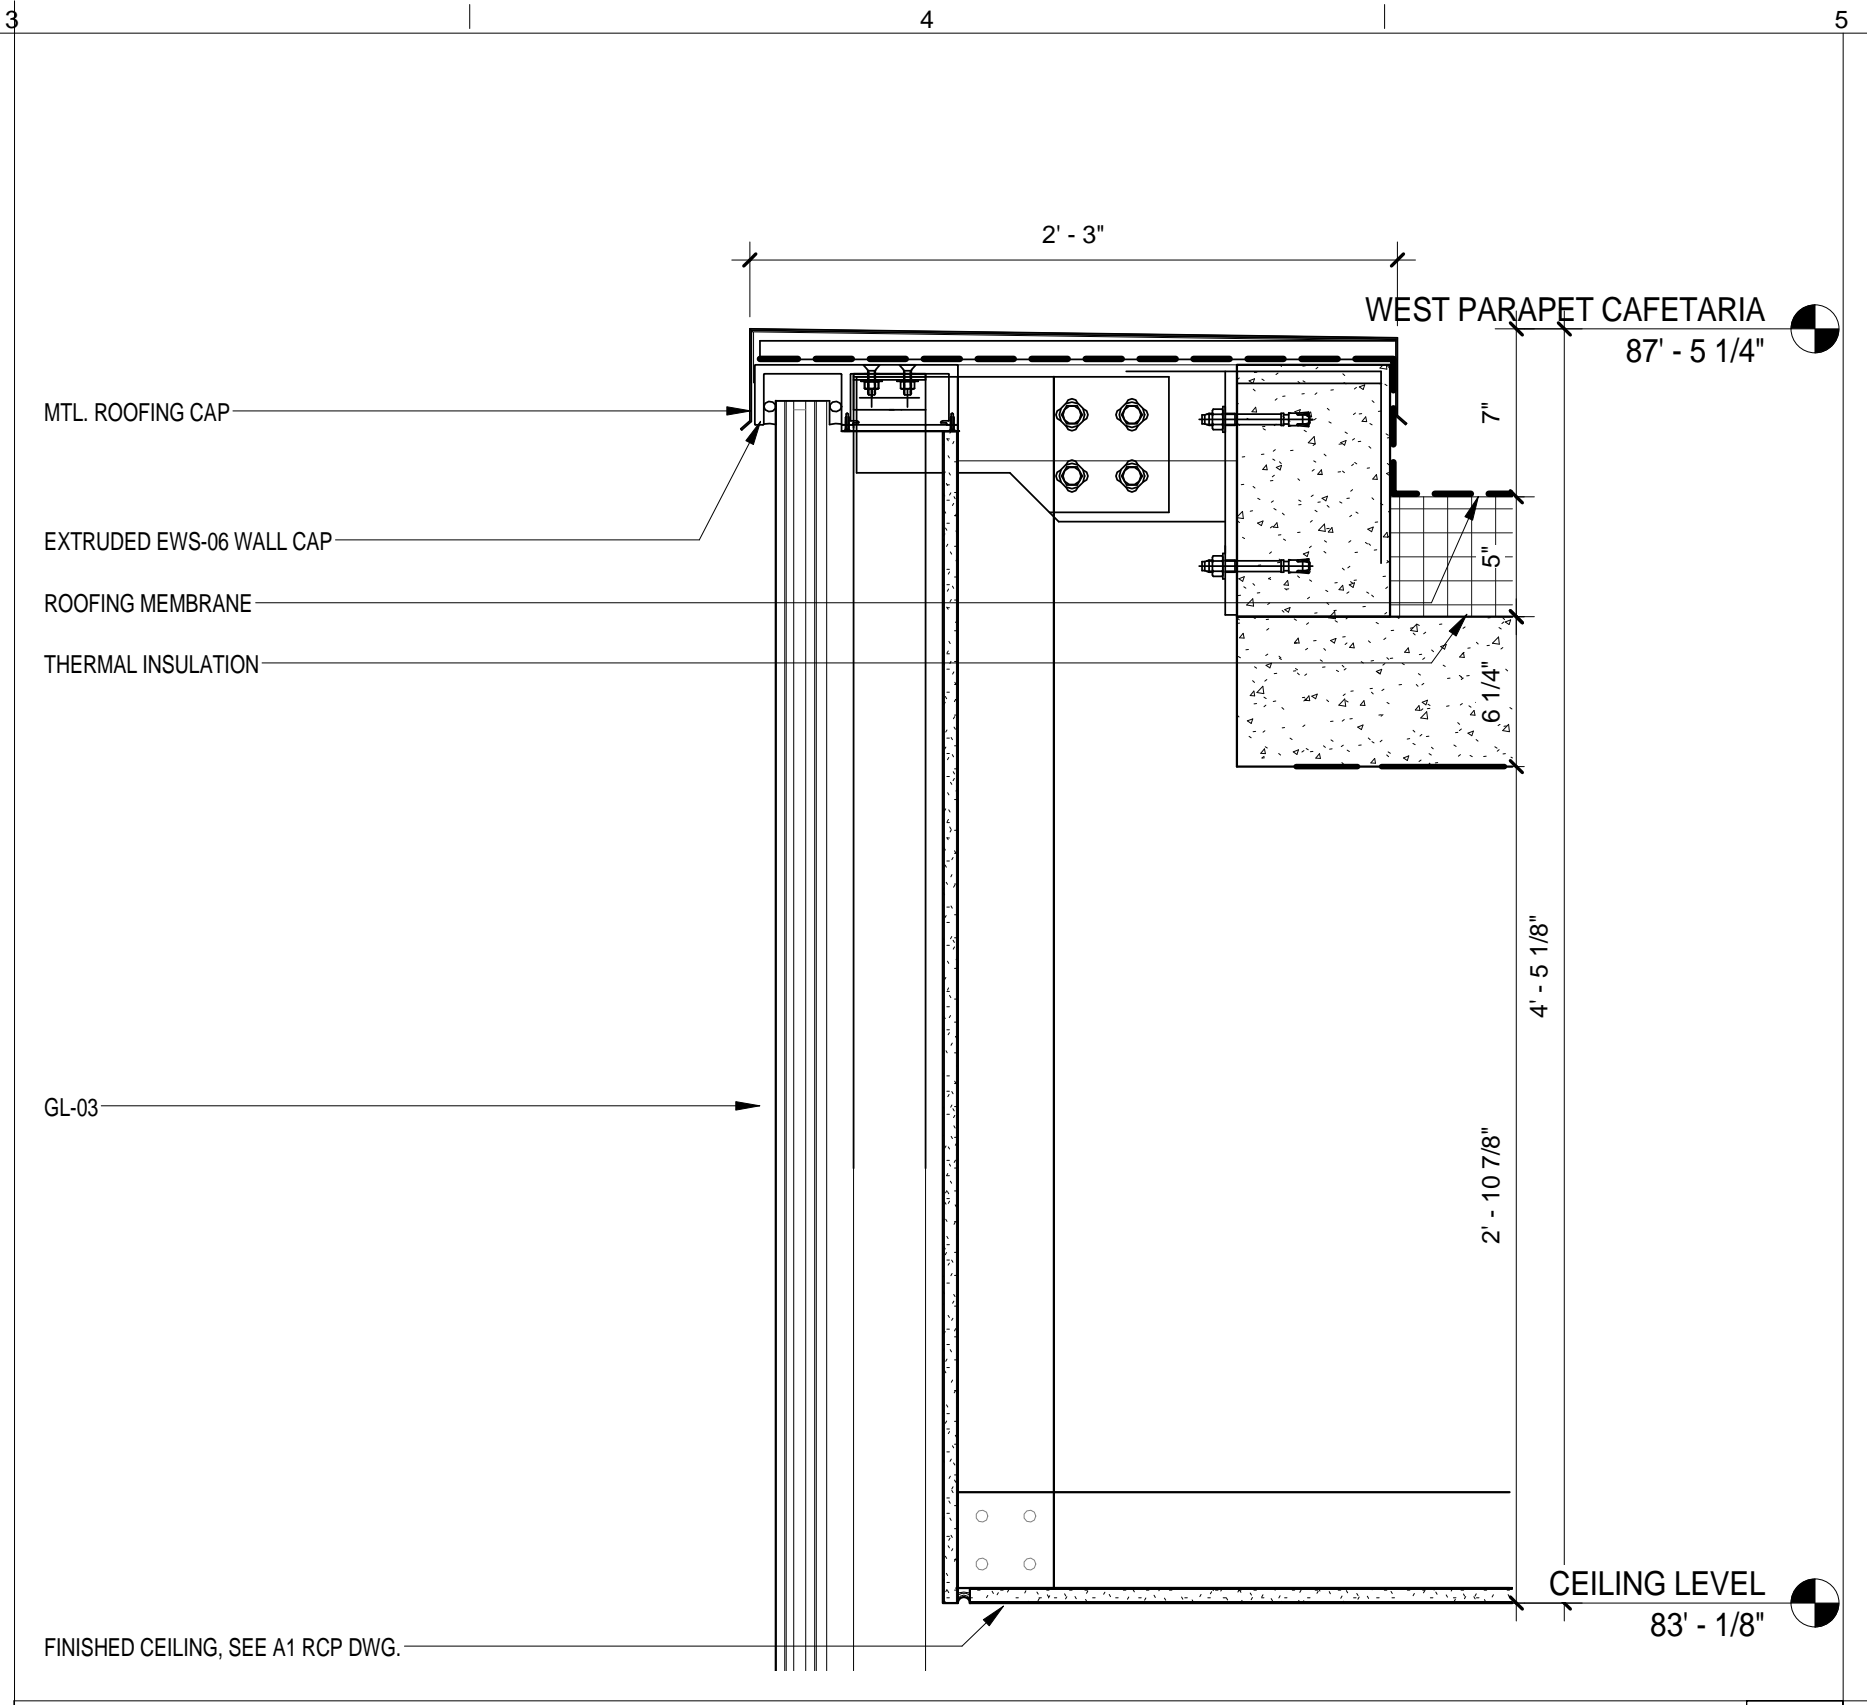 3 4 5
2' - 3"
WEST PARAPET CAFETARIA
87' - 5 1/4"
MTL. ROOFING CAP
7"
EXTRUDED EWS-06 WALL CAP
5"
ROOFING MEMBRANE
THERMAL INSULATION
6 1/4"
4' - 5 1/8"
GL-03
2' - 10 7/8"
CEILING LEVEL
83' - 1/8"
FINISHED CEILING, SEE A1 RCP DWG.